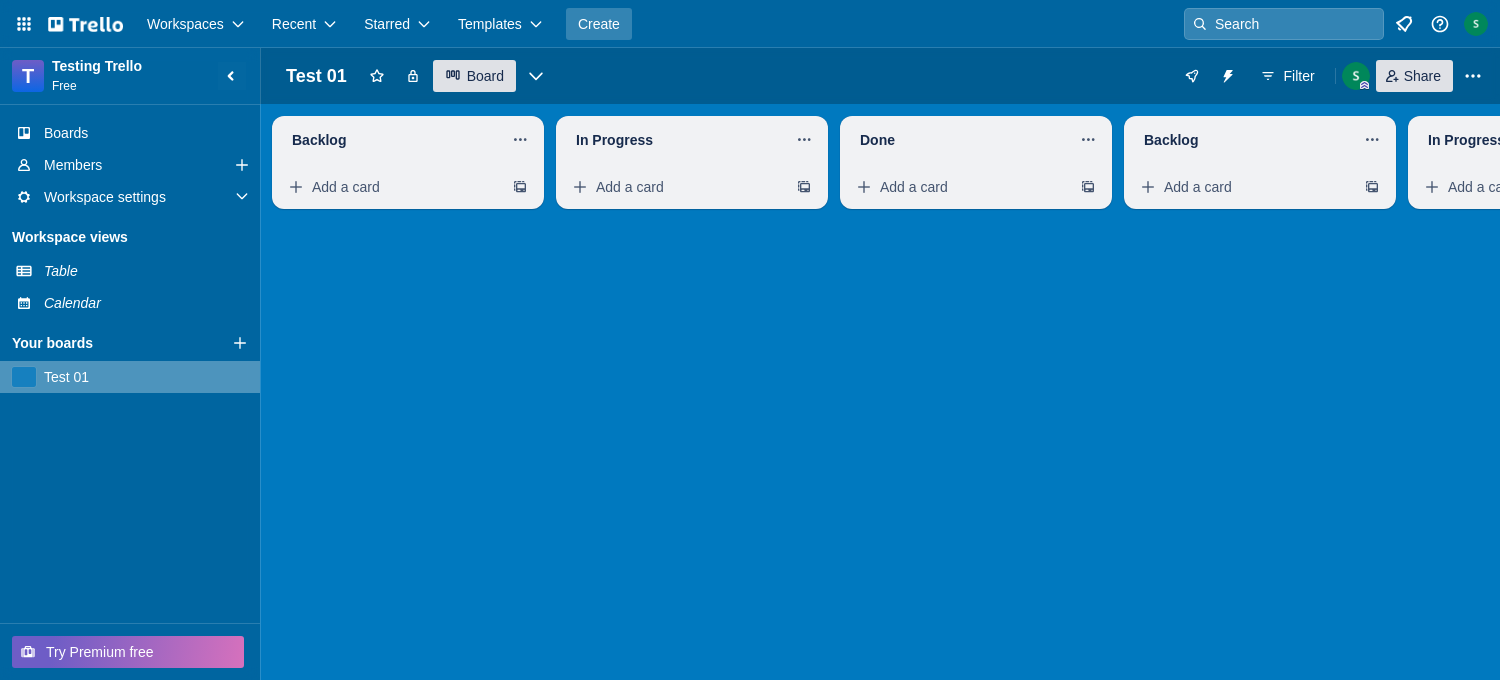 Trello
Workspaces
Recent
Starred
Templates
Create
Search
S
T
Testing Trello
Free
Test 01
Board
Filter
S
Share
Boards
Members
Workspace settings
Workspace views
Table
Calendar
Your boards
Test 01
Try Premium free
Backlog
Add a card
In Progress
Add a card
Done
Add a card
Backlog
Add a card
In Progress
Add a ca